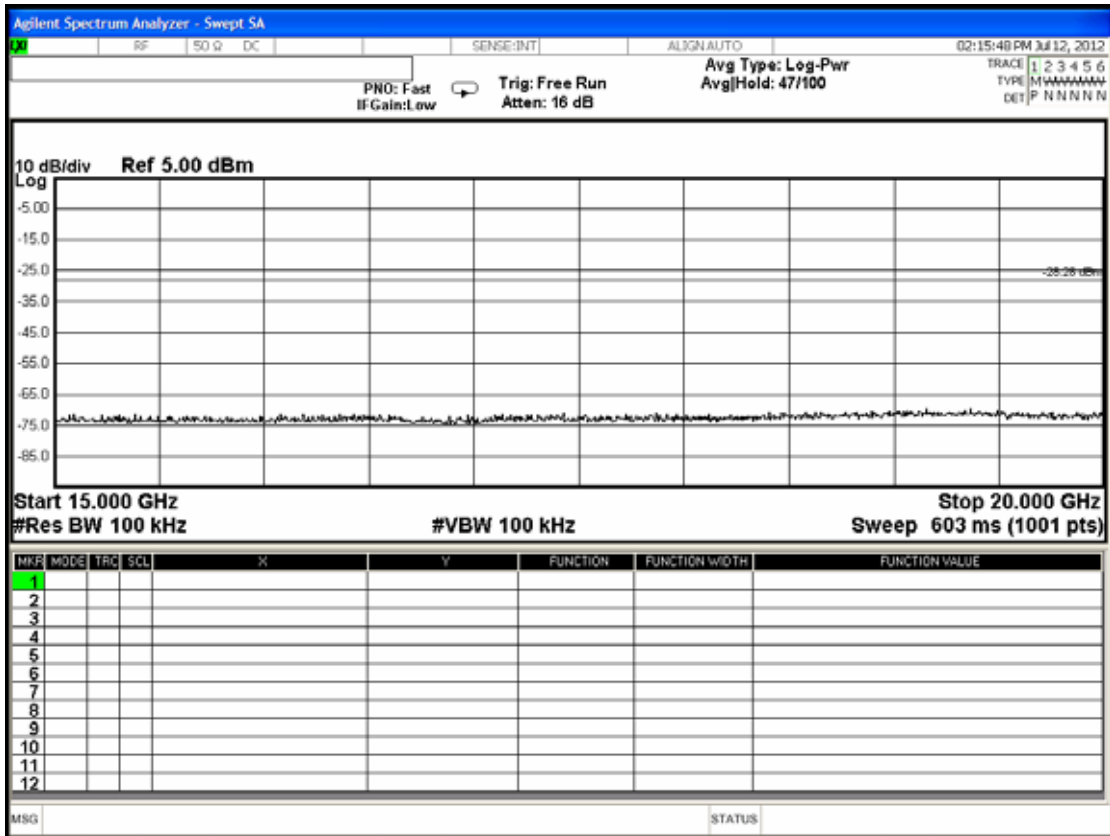 Agilent Spectrum Analyzer - Swept SA
LXI RF 50 Ω DC SENSE:INT ALIGN AUTO 02:15:48 PM Jul 12, 2012
PNO: Fast
IFGain:Low
Trig: Free Run
Atten: 16 dB
Avg Type: Log-Pwr
Avg|Hold: 47/100
TRACE 1 2 3 4 5 6
TYPE M W W W W W
DET P N N N N N
10 dB/div
Log
Ref 5.00 dBm
-5.00
-15.0
-25.0
-28.28 dBm
-35.0
-45.0
-55.0
-65.0
-75.0
-85.0
Start 15.000 GHz Stop 20.000 GHz
#Res BW 100 kHz #VBW 100 kHz Sweep 603 ms (1001 pts)
MKR MODE TRC SCL X Y FUNCTION FUNCTION WIDTH FUNCTION VALUE
1
2
3
4
5
6
7
8
9
10
11
12
MSG STATUS